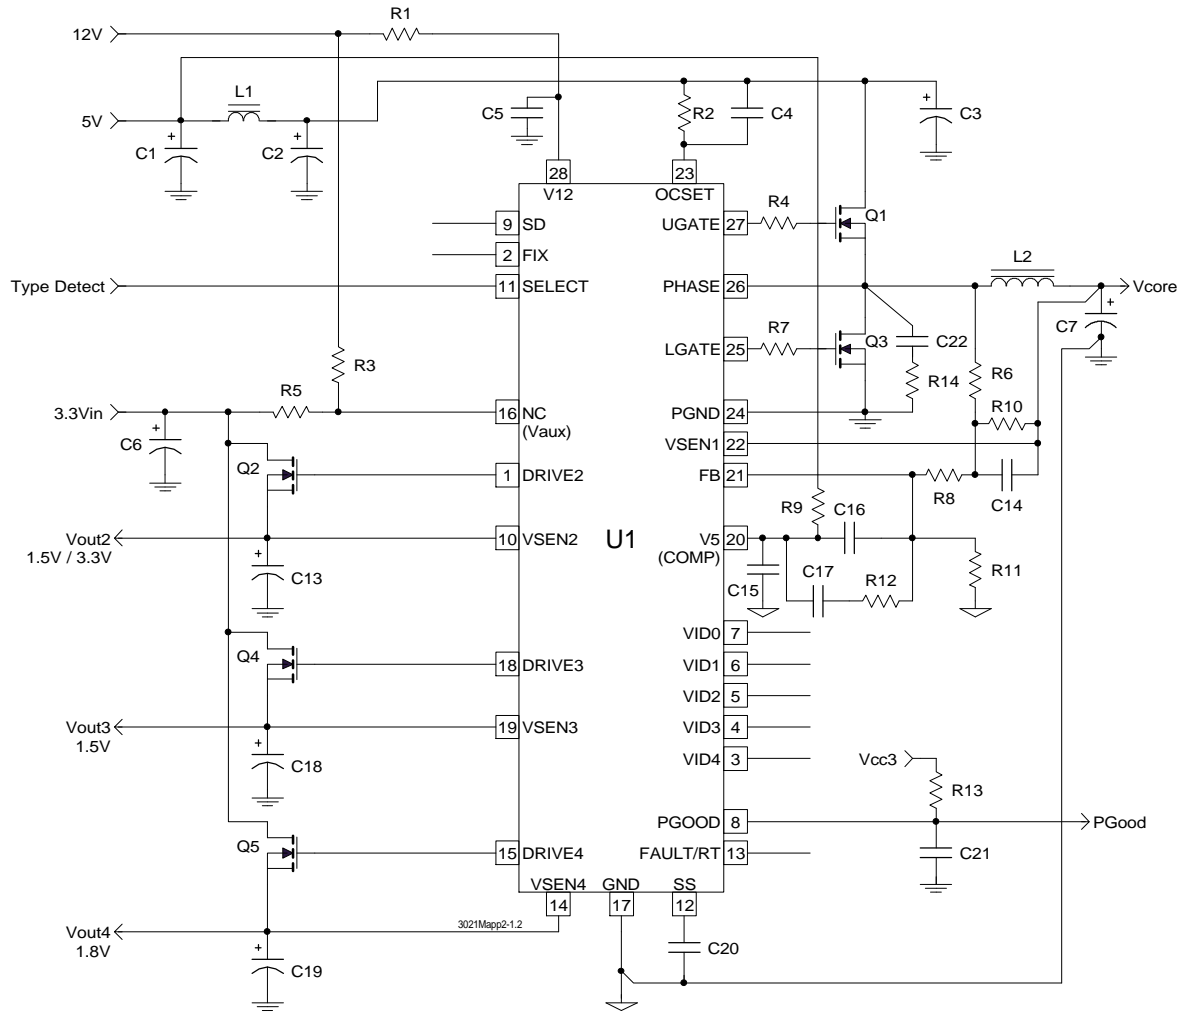 R1
12V
L1
5V
C5
R2
C4
C3
C1
C2
28
23
V12
OCSET
R4
9 SD
UGATE 27
Q1
2 FIX
L2
Type Detect
11 SELECT
PHASE 26
Vcore
R7
C7
LGATE 25
Q3
C22
R3
R14
R6
R5
R10
3.3Vin
16 NC
(Vaux)
PGND 24
C6
VSEN1 22
Q2
1 DRIVE2
FB 21
R8
C14
R9
C16
Vout2
1.5V / 3.3V
10 VSEN2
U1
V5 20
(COMP)
C13
C15
C17
R12
R11
VID0 7
Q4
18 DRIVE3
VID1 6
VID2 5
Vout3
1.5V
19 VSEN3
VID3 4
C18
VID4 3
Vcc3
R13
PGOOD 8
PGood
Q5
15 DRIVE4
FAULT/RT 13
C21
VSEN4
GND
SS
14
17
12
3021Mapp2-1.2
Vout4
1.8V
C20
C19